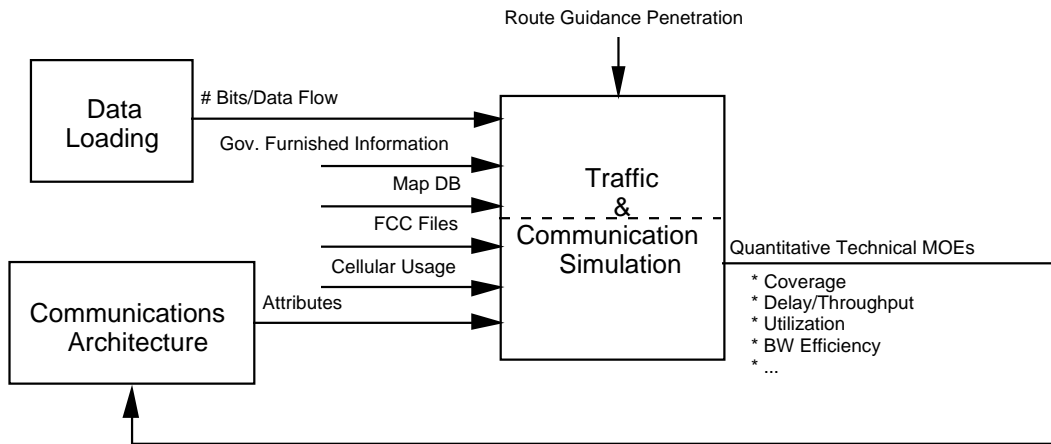 Route Guidance Penetration
Data
Loading
# Bits/Data Flow
Gov. Furnished Information
Map DB
FCC Files
Cellular Usage
Attributes
Communications
Architecture
Traffic
&
Communication
Simulation
Quantitative Technical MOEs
* Coverage
* Delay/Throughput
* Utilization
* BW Efficiency
* ...